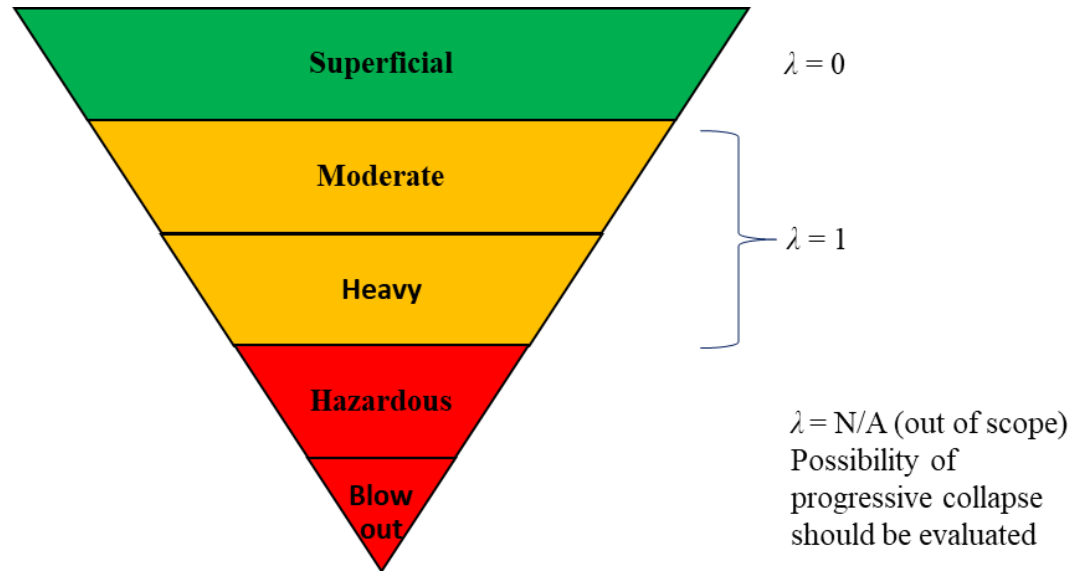 Superficial
λ = 0
Moderate
λ = 1
Heavy
Hazardous
λ = N/A (out of scope)
Possibility of
progressive collapse
should be evaluated
Blow
out